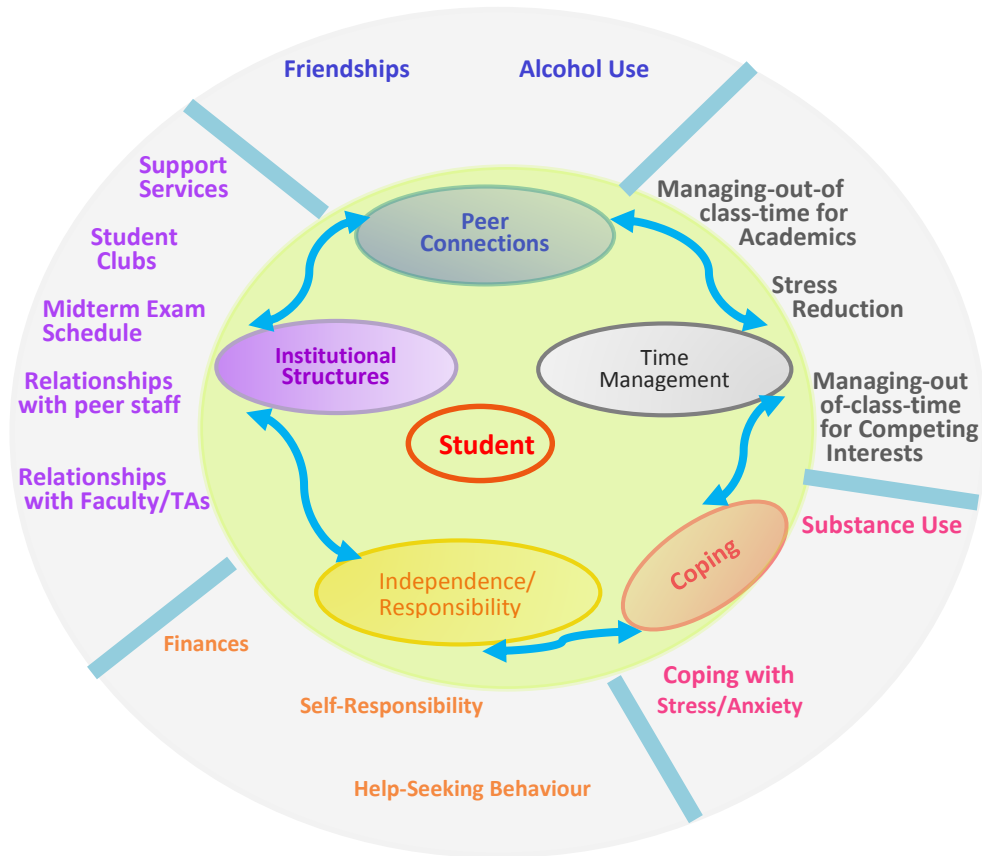 Friendships
Alcohol Use
Support
Services
Student
Clubs
Midterm Exam
Schedule
Relationships
with peer staff
Relationships
with Faculty/TAs
Peer
Connections
Managing-out-of
class-time for
Academics
Stress
Reduction
Managing-out
of-class-time
for Competing
Interests
Institutional
Structures
Time
Management
Student
Substance Use
Coping
Independence/
Responsibility
Finances
Self-Responsibility
Coping with
Stress/Anxiety
Help-Seeking Behaviour